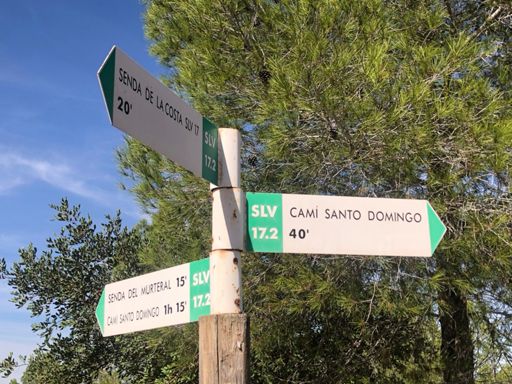 SENDA DE LA COSTA SLV 17
20'
SLV
17.2
SLV
17.2
CAMÍ SANTO DOMINGO
40'
SENDA DEL MURTERAL 15'
CAMÍ SANTO DOMINGO 1h 15'
SLV
17.2